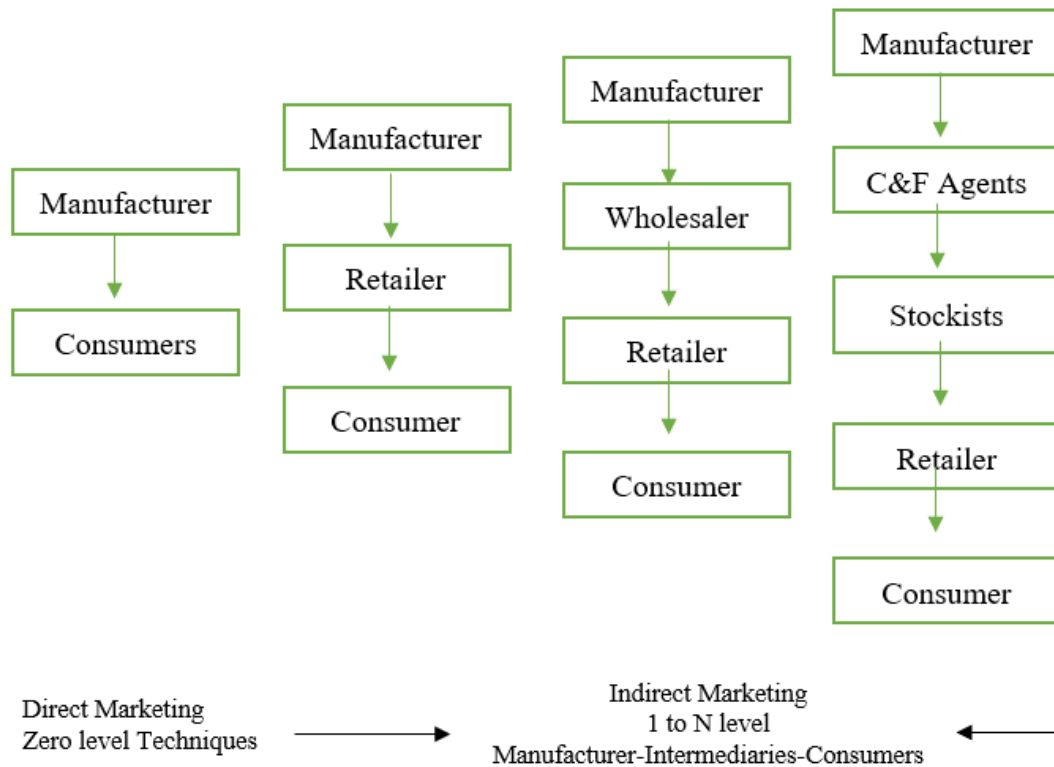 Manufacturer
Consumers
Manufacturer
Retailer
Consumer
Manufacturer
Wholesaler
Retailer
Consumer
Manufacturer
C&F Agents
Stockists
Retailer
Consumer
Direct Marketing
Zero level Techniques
Indirect Marketing
1 to N level
Manufacturer-Intermediaries-Consumers